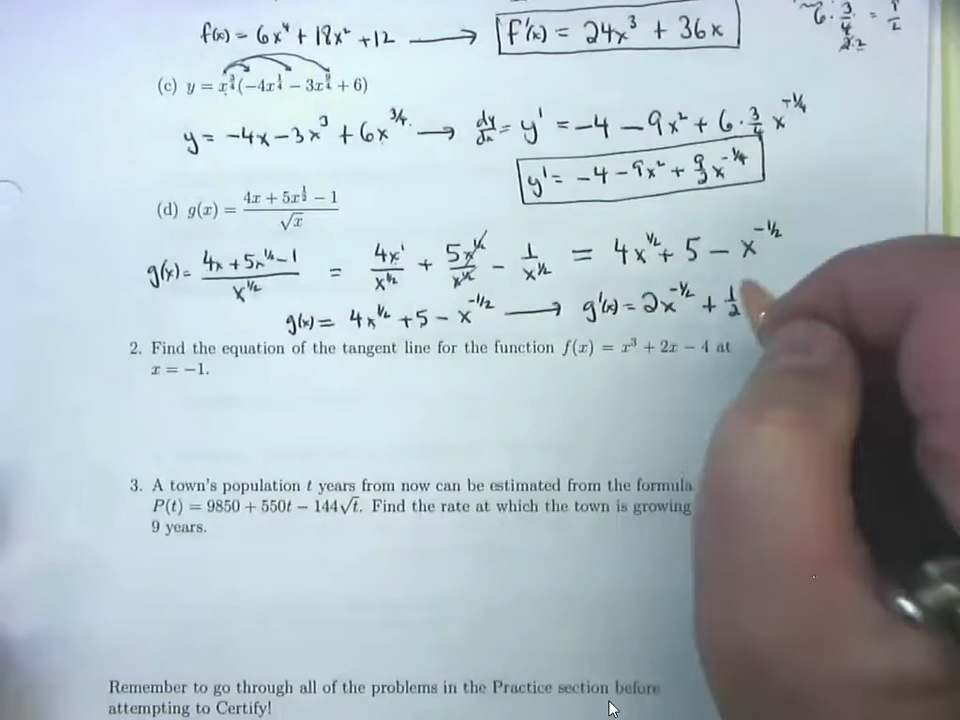 f(x) = 6x⁴ + 18x² + 12 → f'(x) = 24x³ + 36x
6 · 3/4 =
2·2
(c) y = x^{3/4}(−4x^{1/4} − 3x^{9/4} + 6)
y = −4x − 3x³ + 6x^{3/4} → dy/dx = y' = −4 − 9x² + 6 · 3/4 x^{−1/4}
y' = −4 − 9x² + 9/2 x^{−1/4}
(d) g(x) = (4x + 5x^{1/2} − 1)/√x
g(x) = (4x + 5x^{1/2} − 1)/x^{1/2} = 4x¹/x^{1/2} + 5x^{1/2}/x^{1/2} − 1/x^{1/2} = 4x^{1/2} + 5 − x^{−1/2}
g(x) = 4x^{1/2} + 5 − x^{−1/2} → g'(x) = 2x^{−1/2} + 1/2
2. Find the equation of the tangent line for the function f(x) = x³ + 2x − 4 at
x = −1.
3. A town's population t years from now can be estimated from the formula
P(t) = 9850 + 550t − 144√t. Find the rate at which the town is growing
9 years.
Remember to go through all of the problems in the Practice section before
attempting to Certify!